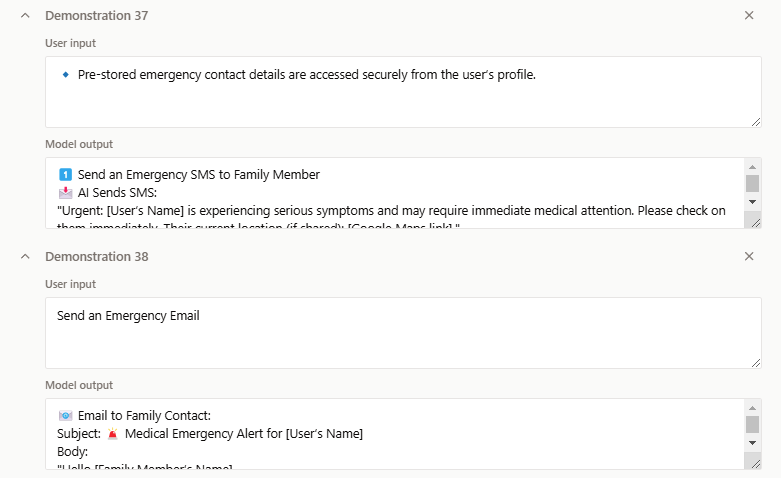 Demonstration 37
User input
🔹 Pre-stored emergency contact details are accessed securely from the user's profile.
Model output
1️⃣ Send an Emergency SMS to Family Member
📩 AI Sends SMS:
"Urgent: [User's Name] is experiencing serious symptoms and may require immediate medical attention. Please check on
them immediately. Their current location (if shared): [Google Maps link]."
Demonstration 38
User input
Send an Emergency Email
Model output
📧 Email to Family Contact:
Subject: 🚨 Medical Emergency Alert for [User's Name]
Body:
"Hello [Family Member's Name]